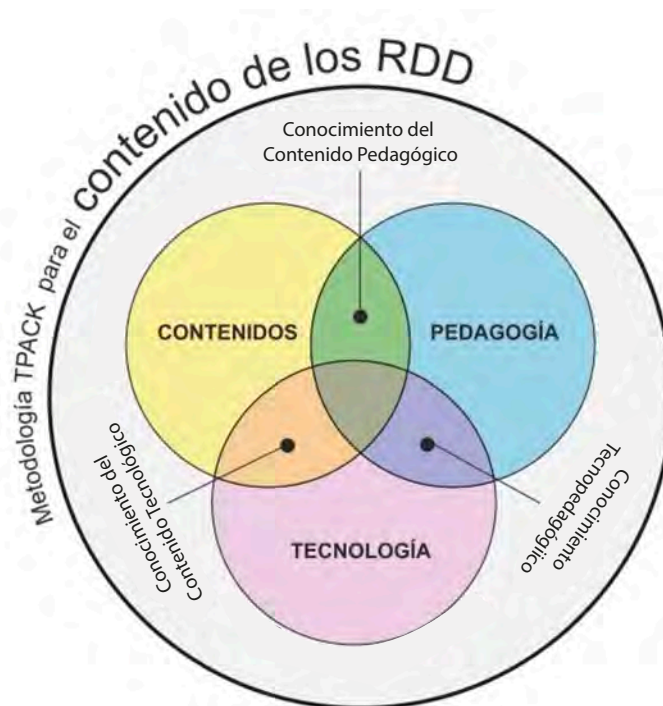 Metodología TPACK para el contenido de los RDD
Conocimiento del
Contenido Pedagógico
CONTENIDOS
PEDAGOGÍA
Conocimiento del
Contenido Tecnológico
Conocimiento
Tecnopedagóglico
TECNOLOGÍA